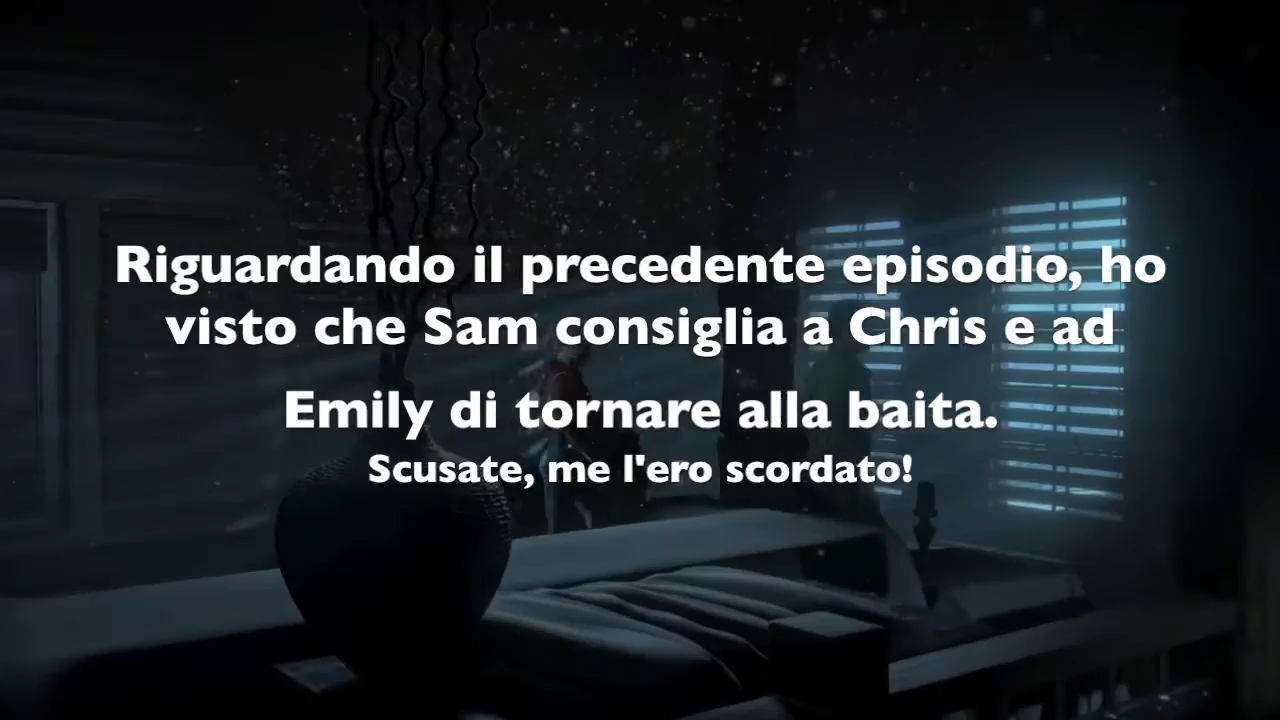 Riguardando il precedente episodio, ho
visto che Sam consiglia a Chris e ad
Emily di tornare alla baita.
Scusate, me l'ero scordato!